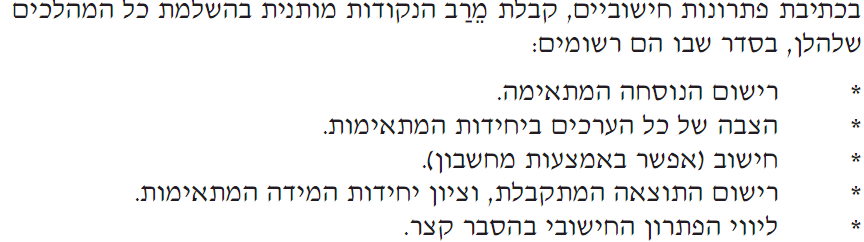 בכתיבת פתרונות חישוביים, קבלת מֵרַב הנקודות מותנית בהשלמת כל המהלכים
שלהלן, בסדר שבו הם רשומים:
* רישום הנוסחה המתאימה.
* הצבה של כל הערכים ביחידות המתאימות.
* חישוב (אפשר באמצעות מחשבון).
* רישום התוצאה המתקבלת, וציון יחידות המידה המתאימות.
* ליווי הפתרון החישובי בהסבר קצר.